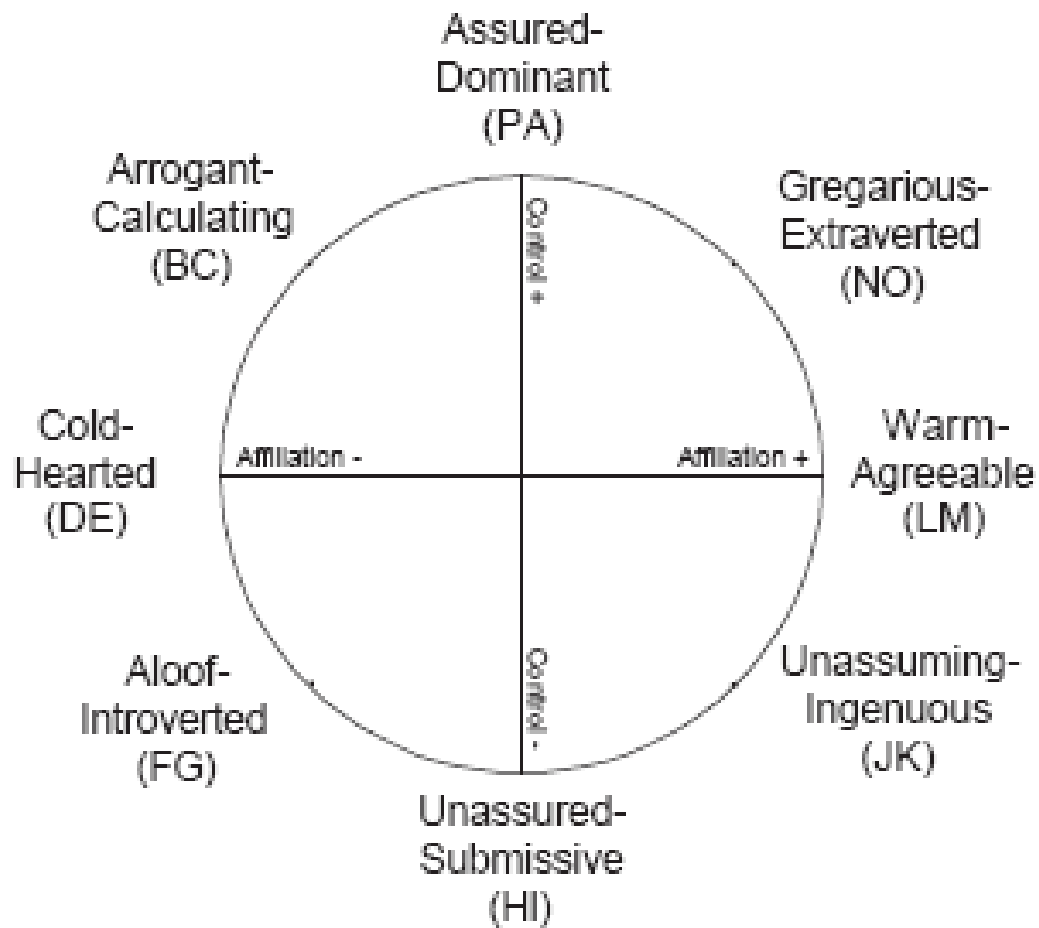 Assured-
Dominant
(PA)
Arrogant-
Calculating
(BC)
Gregarious-
Extraverted
(NO)
Control +
Cold-
Hearted
(DE)
Affiliation -
Affiliation +
Warm-
Agreeable
(LM)
Aloof-
Introverted
(FG)
Control -
Unassuming-
Ingenuous
(JK)
Unassured-
Submissive
(HI)